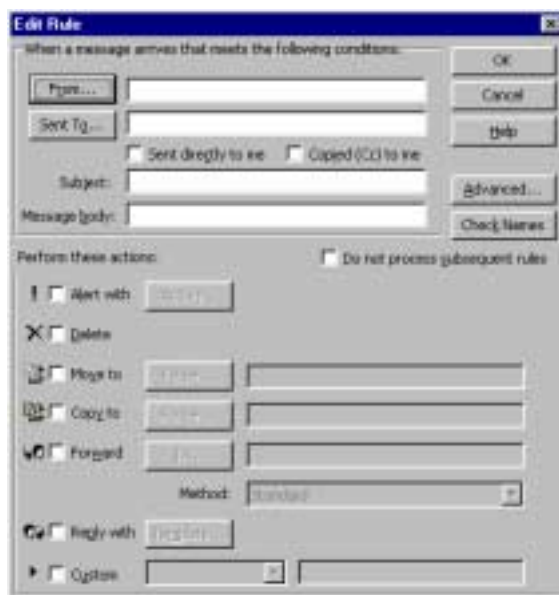 Edit Rule
When a message arrives that meets the following conditions:
OK
From...
Cancel
Sent To...
Help
Sent directly to me
Copied (Cc) to me
Subject:
Advanced...
Message body:
Check Names
Perform these actions:
Do not process subsequent rules
Alert with
Delete
Move to
Copy to
Forward
To...
Method:
Standard
Reply with
Template...
Custom